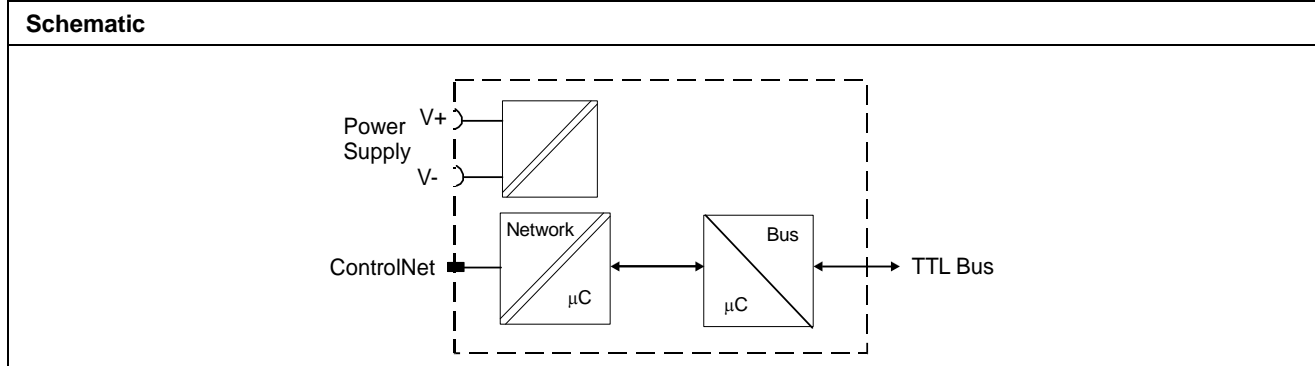 Schematic
Power
Supply
V+
V-
Network
μC
Bus
μC
ControlNet
TTL Bus